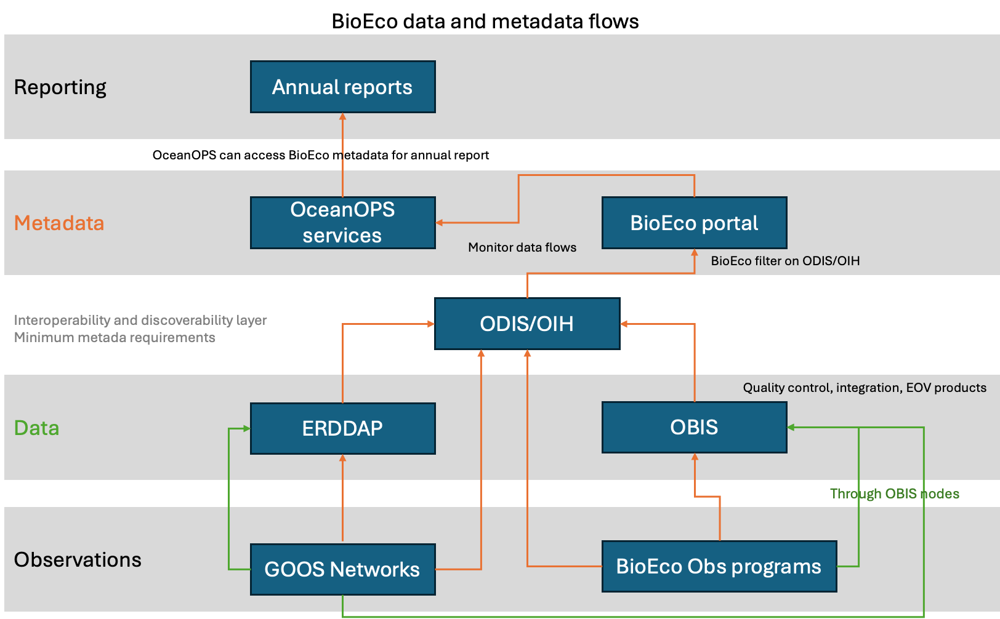 BioEco data and metadata flows
Reporting
Annual reports
OceanOPS can access BioEco metadata for annual report
Metadata
OceanOPS
services
BioEco portal
Monitor data flows
BioEco filter on ODIS/OIH
Interoperability and discoverability layer
Minimum metada requirements
ODIS/OIH
Quality control, integration, EOV products
Data
ERDDAP
OBIS
Through OBIS nodes
Observations
GOOS Networks
BioEco Obs programs